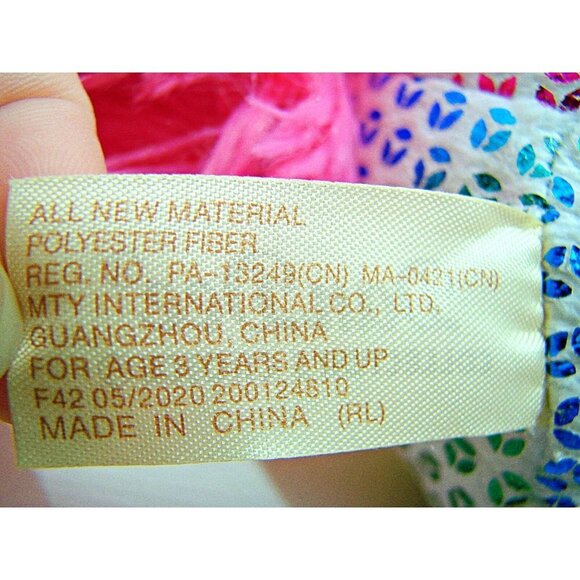 ALL NEW MATERIAL
POLYESTER FIBER
REG. NO. PA-13249(CN) MA-0421(CN)
MTY INTERNATIONAL CO., LTD.
GUANGZHOU, CHINA
FOR AGE 3 YEARS AND UP
F42 05/2020 200124810
MADE IN CHINA (RL)